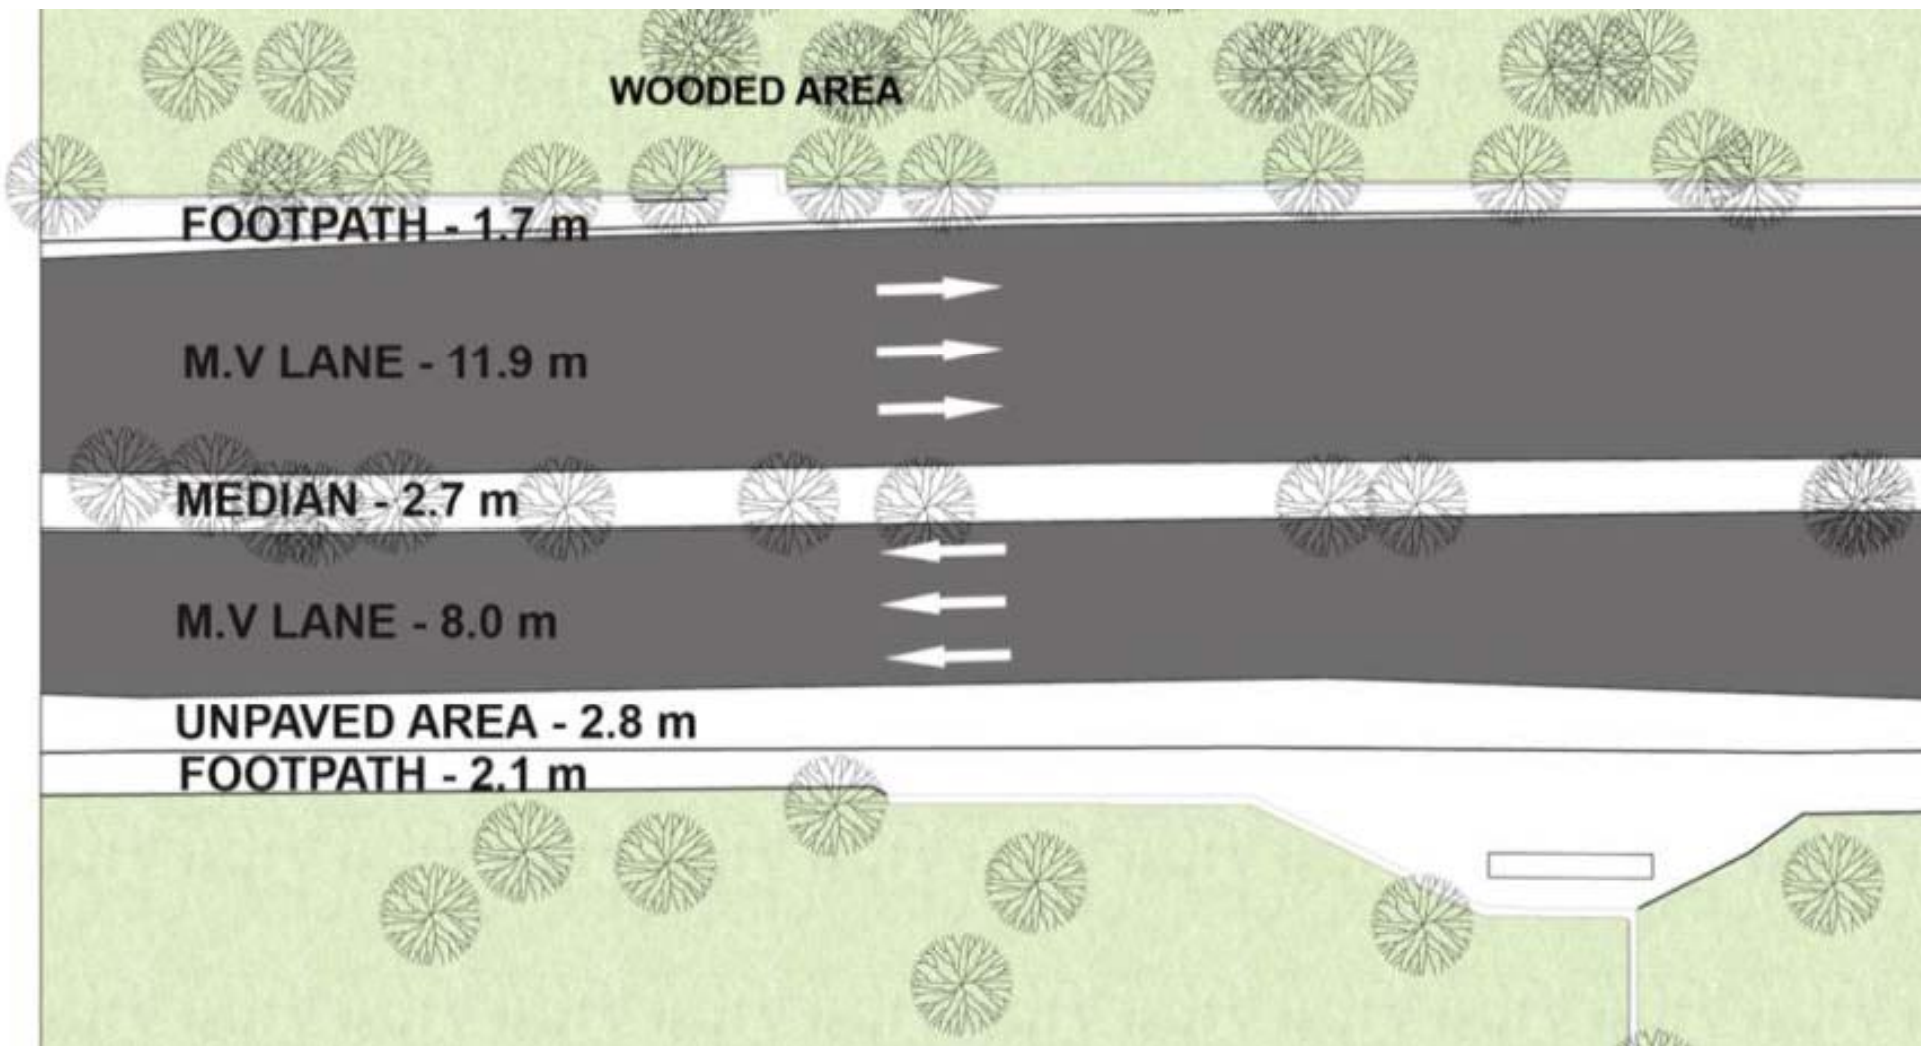 WOODED AREA
FOOTPATH - 1.7 m
M.V LANE - 11.9 m
MEDIAN - 2.7 m
M.V LANE - 8.0 m
UNPAVED AREA - 2.8 m
FOOTPATH - 2.1 m